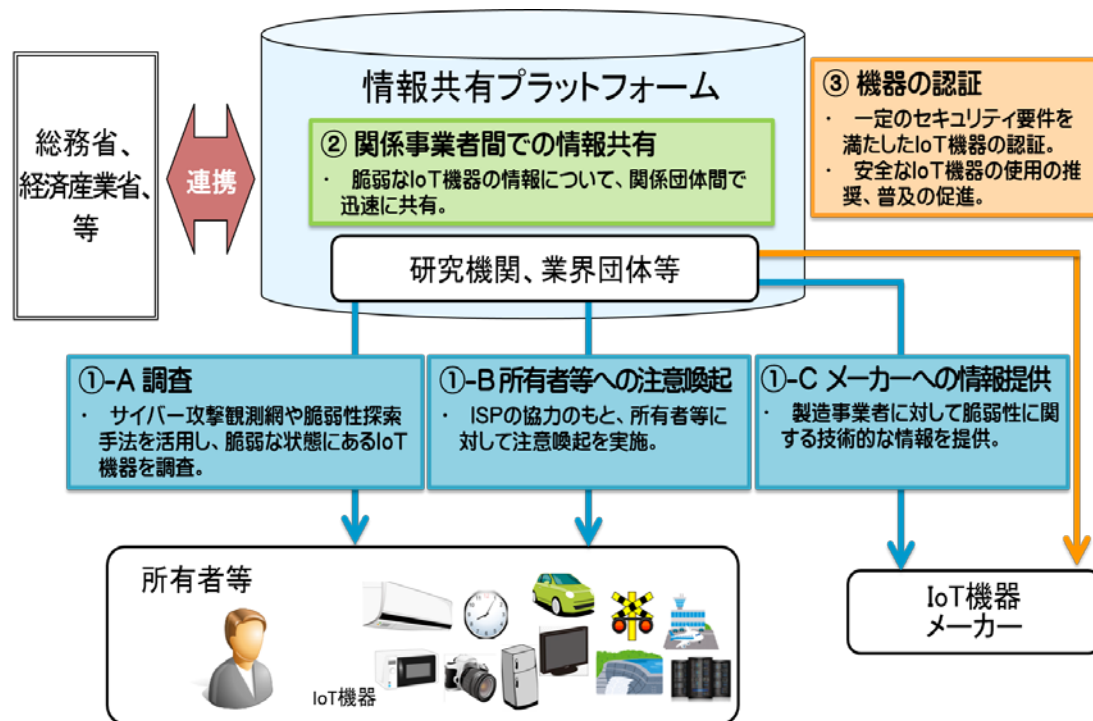 情報共有プラットフォーム
総務省、
経済産業省、
等
連携
② 関係事業者間での情報共有
・ 脆弱なIoT機器の情報について、関係団体間で
迅速に共有。
③ 機器の認証
・ 一定のセキュリティ要件を
満たしたIoT機器の認証。
・ 安全なIoT機器の使用の推
奨、普及の促進。
研究機関、業界団体等
①-A 調査
・ サイバー攻撃観測網や脆弱性探索
手法を活用し、脆弱な状態にあるIoT
機器を調査。
①-B 所有者等への注意喚起
・ ISPの協力のもと、所有者等に
対して注意喚起を実施。
①-C メーカーへの情報提供
・ 製造事業者に対して脆弱性に関
する技術的な情報を提供。
所有者等
IoT機器
IoT機器
メーカー